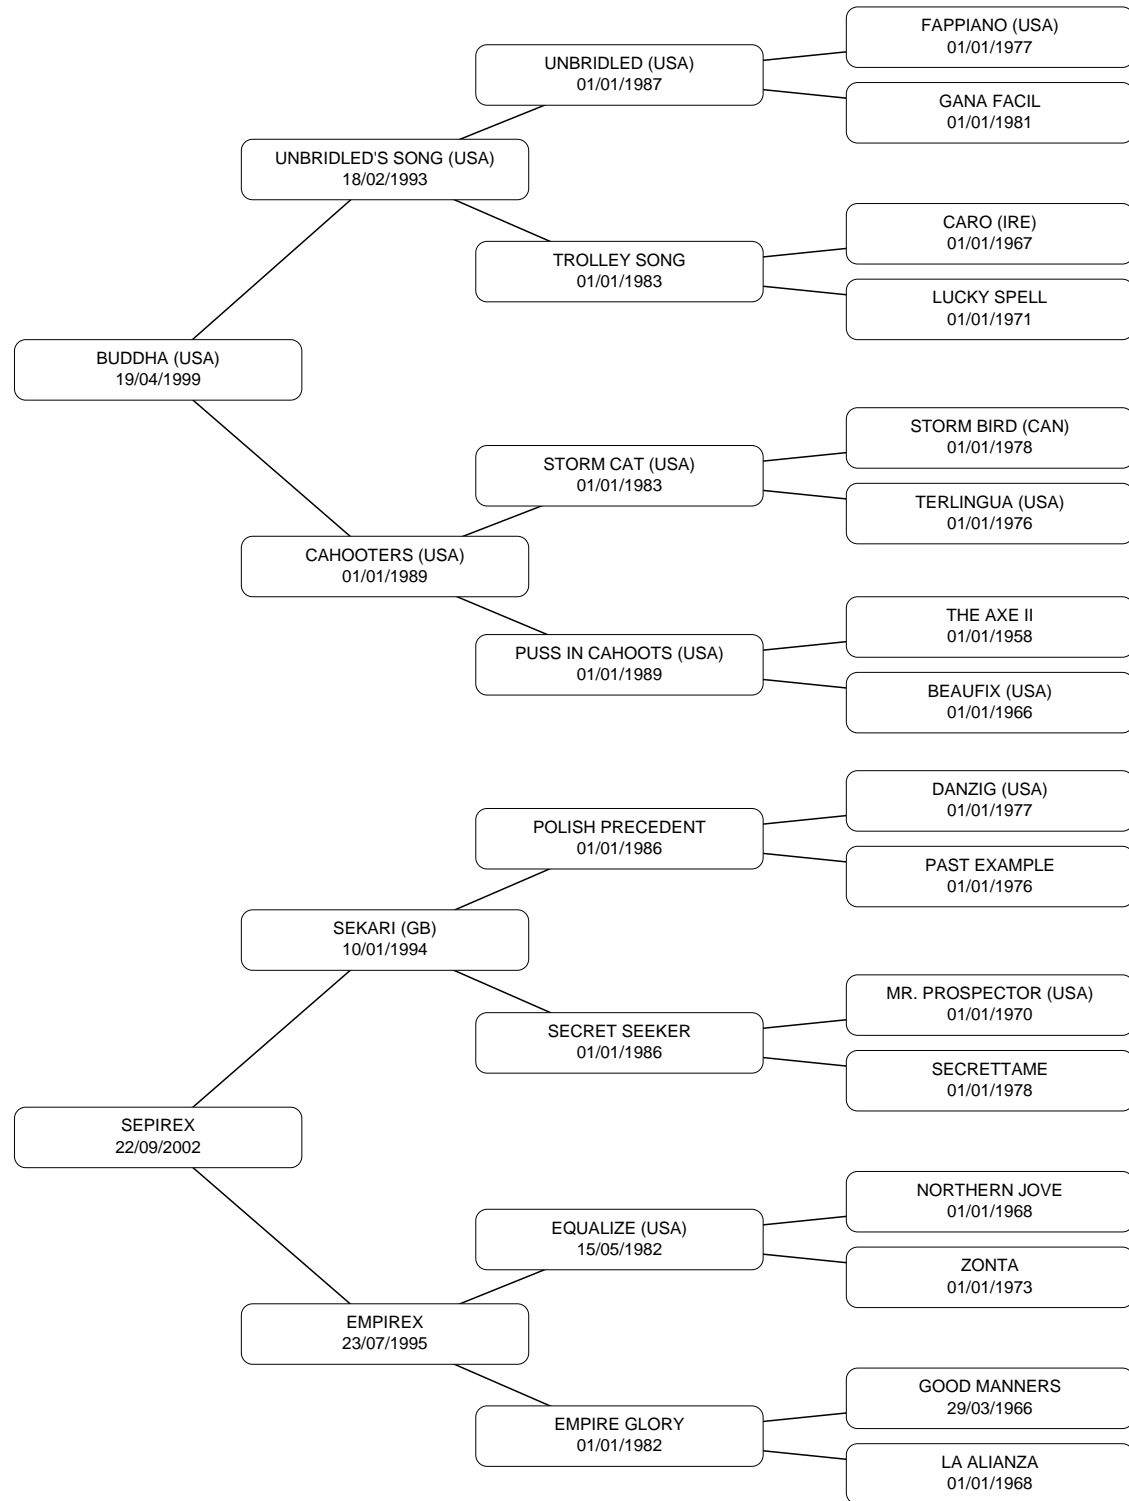 FAPPIANO (USA)
01/01/1977
UNBRIDLED (USA)
01/01/1987
GANA FACIL
01/01/1981
UNBRIDLED'S SONG (USA)
18/02/1993
CARO (IRE)
01/01/1967
TROLLEY SONG
01/01/1983
LUCKY SPELL
01/01/1971
BUDDHA (USA)
19/04/1999
STORM BIRD (CAN)
01/01/1978
STORM CAT (USA)
01/01/1983
TERLINGUA (USA)
01/01/1976
CAHOOTERS (USA)
01/01/1989
THE AXE II
01/01/1958
PUSS IN CAHOOTS (USA)
01/01/1989
BEAUFIX (USA)
01/01/1966
DANZIG (USA)
01/01/1977
POLISH PRECEDENT
01/01/1986
PAST EXAMPLE
01/01/1976
SEKARI (GB)
10/01/1994
MR. PROSPECTOR (USA)
01/01/1970
SECRET SEEKER
01/01/1986
SECRETTAME
01/01/1978
SEPIREX
22/09/2002
NORTHERN JOVE
01/01/1968
EQUALIZE (USA)
15/05/1982
ZONTA
01/01/1973
EMPIREX
23/07/1995
GOOD MANNERS
29/03/1966
EMPIRE GLORY
01/01/1982
LA ALIANZA
01/01/1968